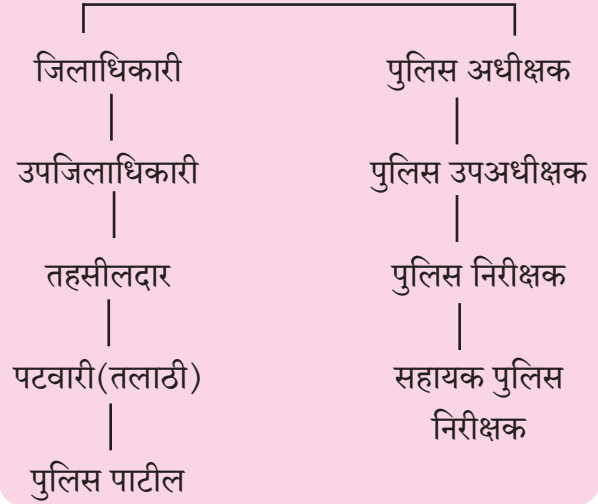 जिलाधिकारी
उपजिलाधिकारी
तहसीलदार
पटवारी(तलाठी)
पुलिस पाटील
पुलिस अधीक्षक
पुलिस उपअधीक्षक
पुलिस निरीक्षक
सहायक पुलिस
निरीक्षक